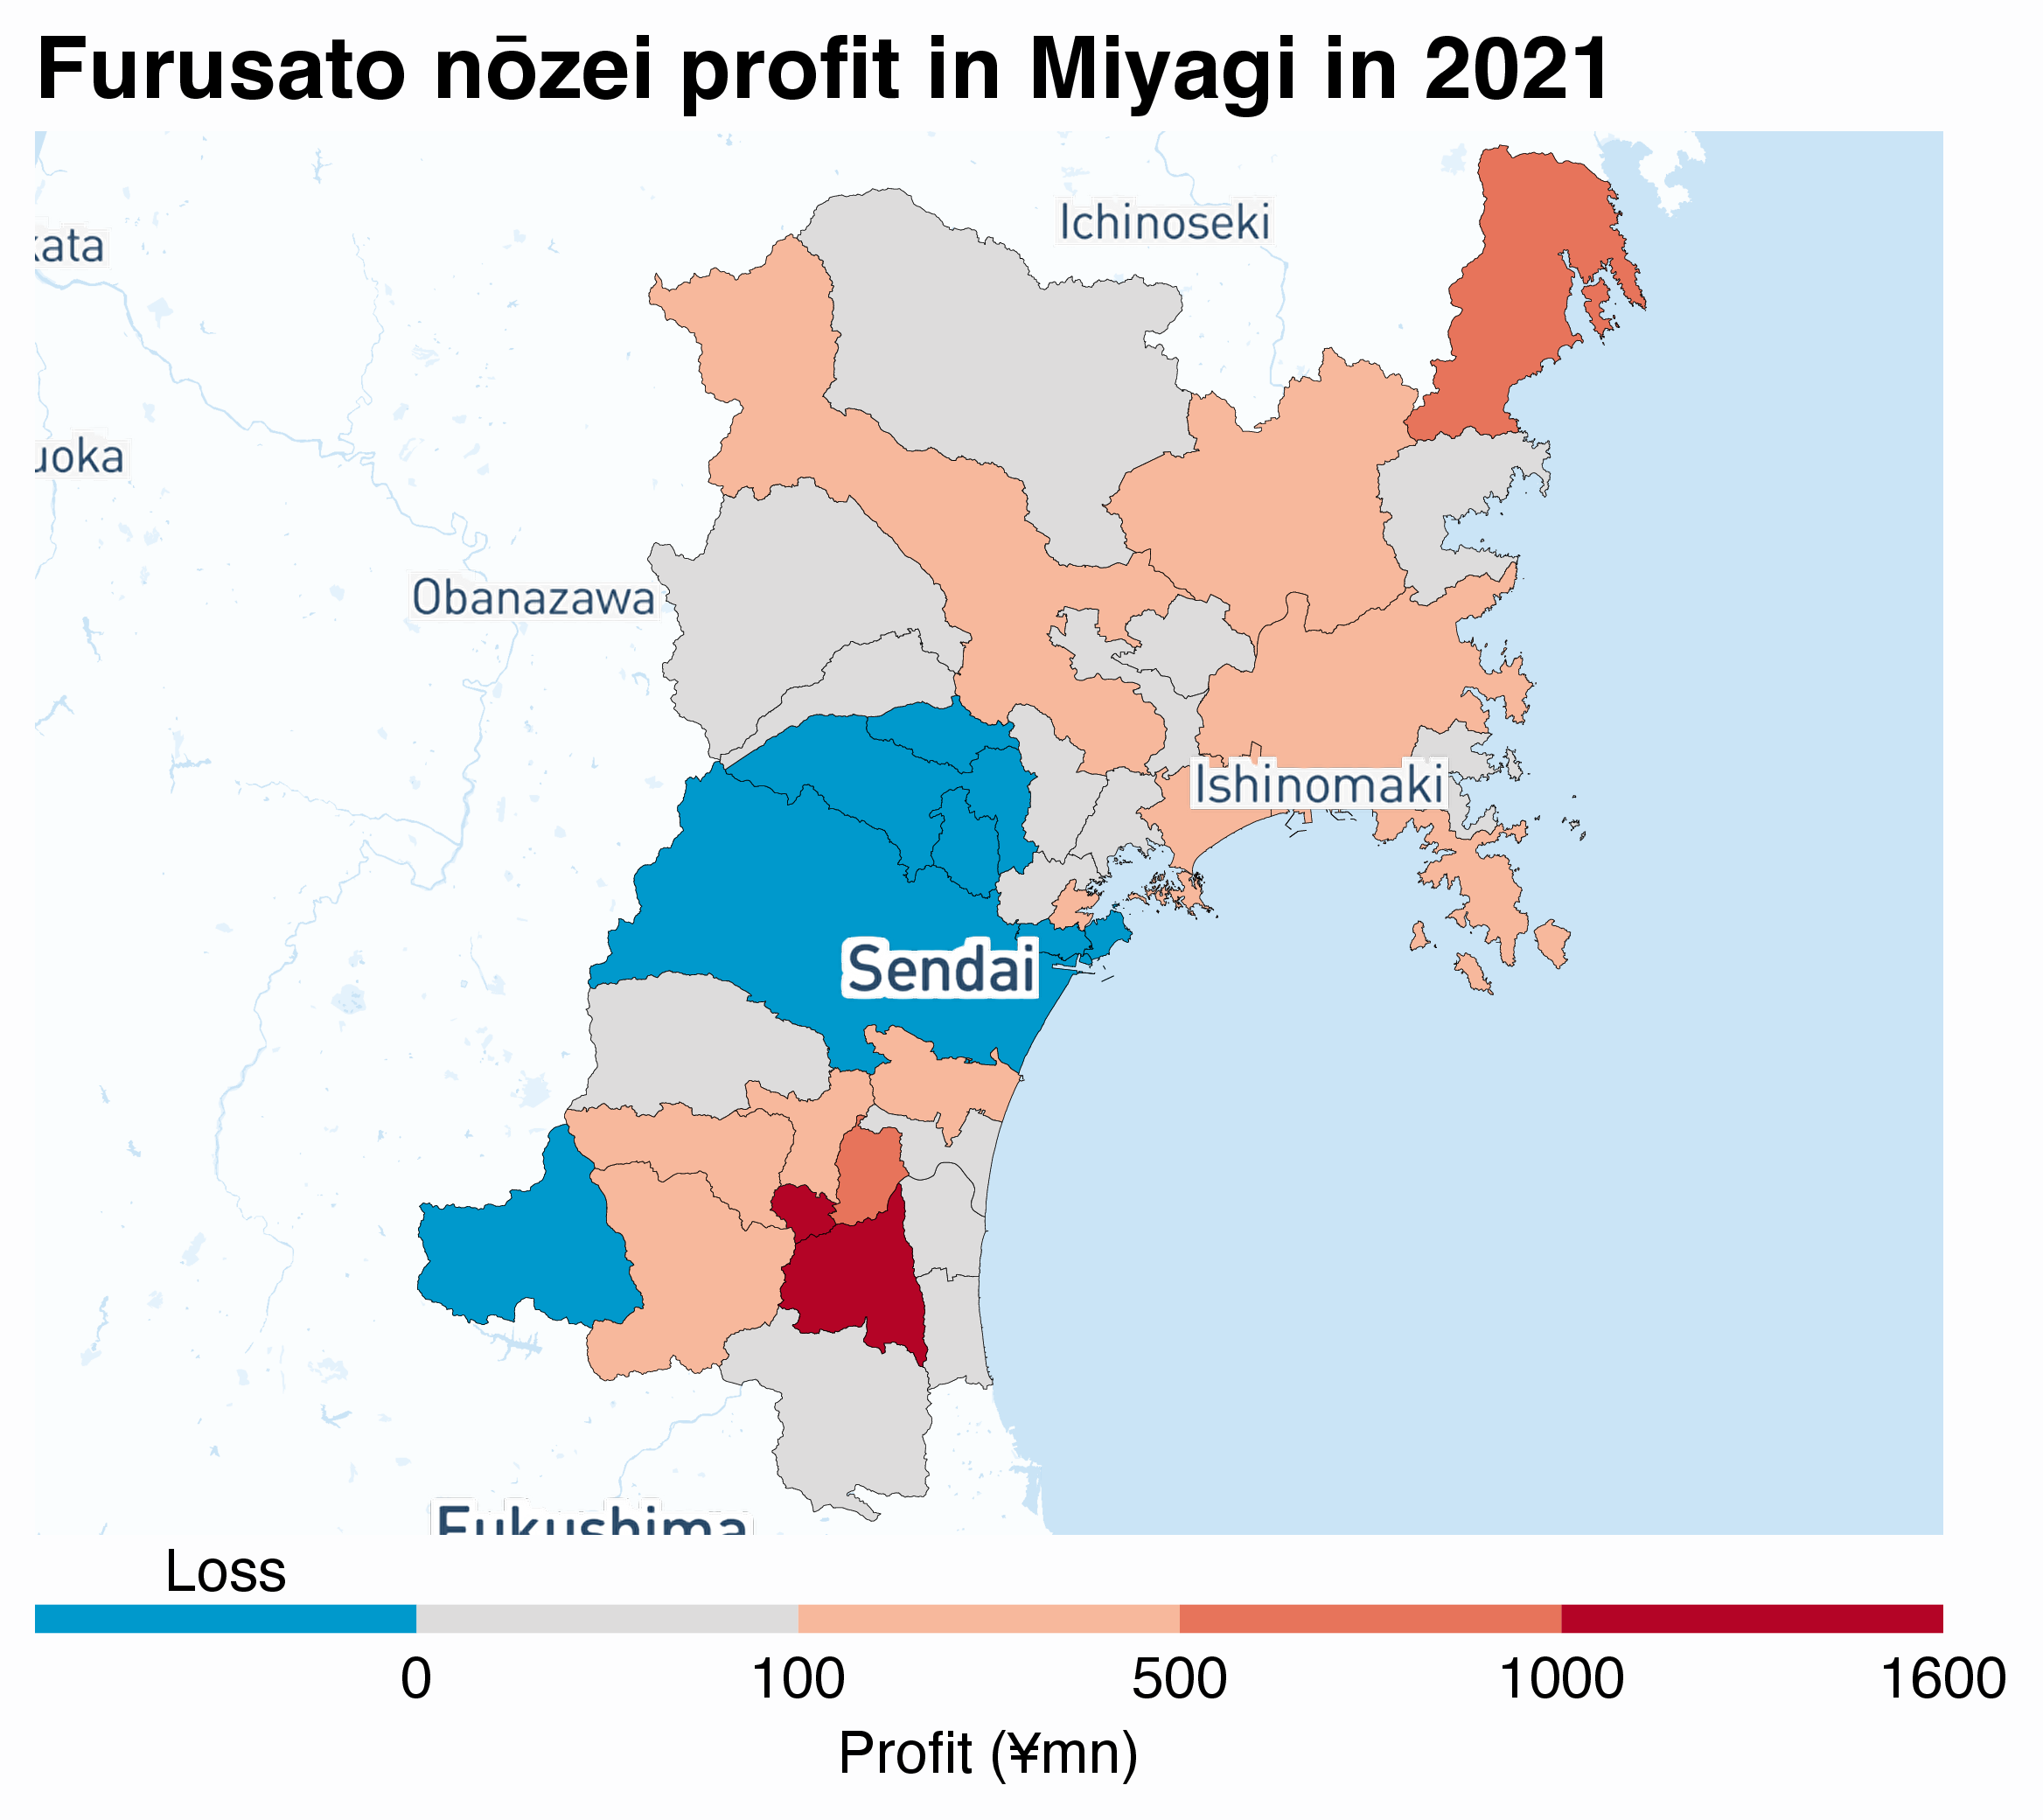 Furusato nōzei profit in Miyagi in 2021
Ichinoseki
kata
uoka
Obanazawa
Ishinomaki
Sendai
Fukushima
Loss
0 100 500 1000 1600
Profit (¥mn)